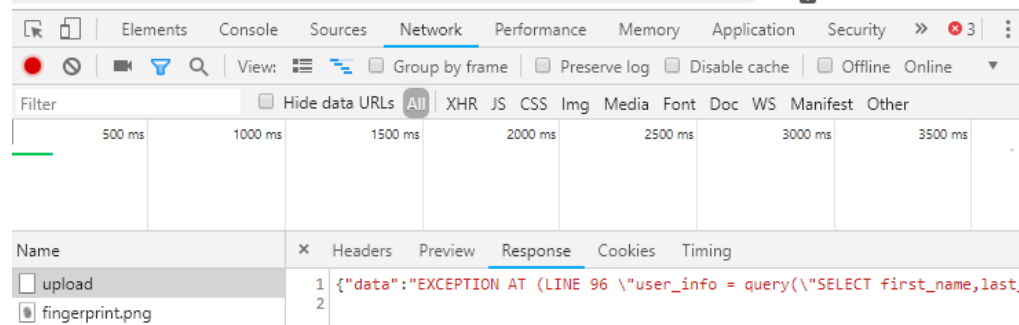 Elements Console Sources Network Performance Memory Application Security » 3
View: Group by frame Preserve log Disable cache Offline Online
Filter Hide data URLs All XHR JS CSS Img Media Font Doc WS Manifest Other
500 ms 1000 ms 1500 ms 2000 ms 2500 ms 3000 ms 3500 ms
Name × Headers Preview Response Cookies Timing
upload 1 {"data":"EXCEPTION AT (LINE 96 \"user_info = query(\"SELECT first_name,last_
fingerprint.png 2